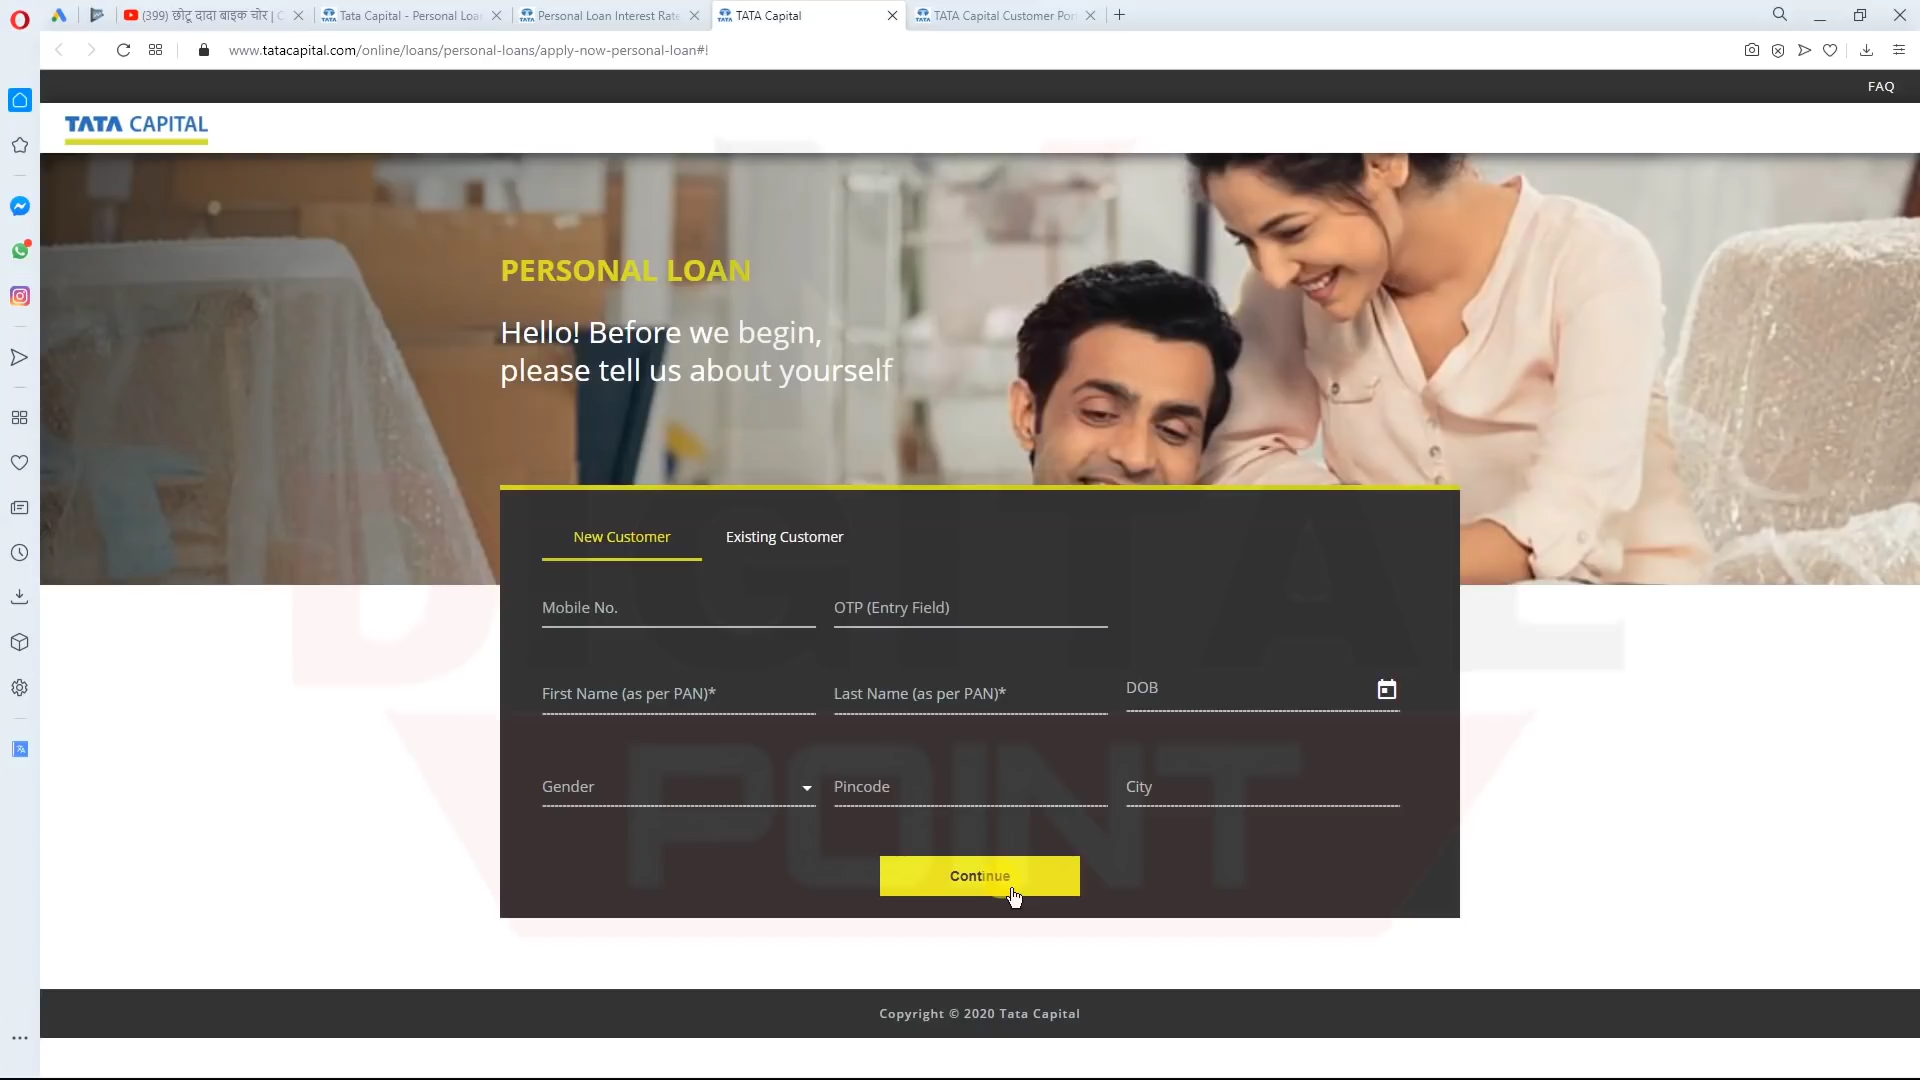 (399) छोटू दादा बाइक चोर | C
Tata Capital - Personal Loa
Personal Loan Interest Rate
TATA Capital
TATA Capital Customer Por
www.tatacapital.com/online/loans/personal-loans/apply-now-personal-loan#!
FAQ
TATA CAPITAL
PERSONAL LOAN
Hello! Before we begin,
please tell us about yourself
New Customer Existing Customer
Mobile No. OTP (Entry Field)
First Name (as per PAN)* Last Name (as per PAN)* DOB
Gender Pincode City
Continue
DIGITAL
POINT
Copyright © 2020 Tata Capital